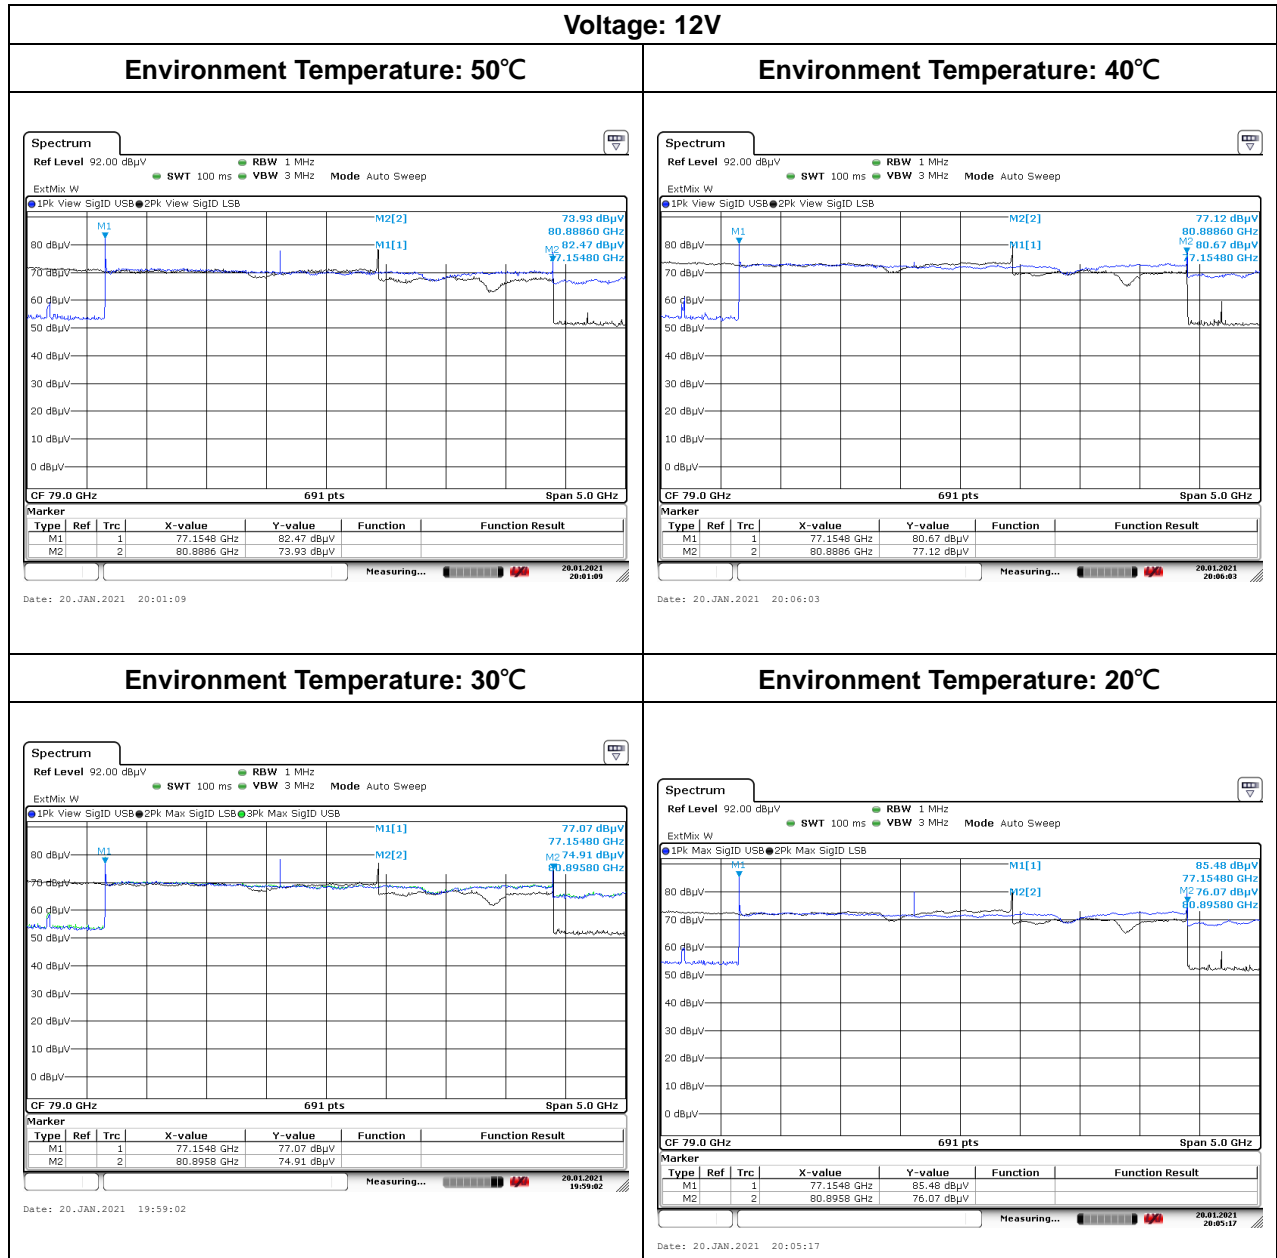 Voltage: 12V
Environment Temperature: 50℃
Environment Temperature: 40℃
Spectrum
Ref Level 92.00 dBµV RBW 1 MHz
SWT 100 ms VBW 3 MHz Mode Auto Sweep
ExtMix W
1Pk View SigID USB 2Pk View SigID LSB
M2[2] 73.93 dBµV
80.88860 GHz
M1[1] 82.47 dBµV
77.15480 GHz
M1
M2
80 dBµV
70 dBµV
60 dBµV
50 dBµV
40 dBµV
30 dBµV
20 dBµV
10 dBµV
0 dBµV
CF 79.0 GHz 691 pts Span 5.0 GHz
Marker
Type Ref Trc X-value Y-value Function Function Result
M1 1 77.1548 GHz 82.47 dBµV
M2 2 80.8886 GHz 73.93 dBµV
Measuring... 20.01.2021
20:01:09
Date: 20.JAN.2021 20:01:09
Spectrum
Ref Level 92.00 dBµV RBW 1 MHz
SWT 100 ms VBW 3 MHz Mode Auto Sweep
ExtMix W
1Pk View SigID USB 2Pk View SigID LSB
M2[2] 77.12 dBµV
80.88860 GHz
M1[1] 80.67 dBµV
77.15480 GHz
M1
M2
80 dBµV
70 dBµV
60 dBµV
50 dBµV
40 dBµV
30 dBµV
20 dBµV
10 dBµV
0 dBµV
CF 79.0 GHz 691 pts Span 5.0 GHz
Marker
Type Ref Trc X-value Y-value Function Function Result
M1 1 77.1548 GHz 80.67 dBµV
M2 2 80.8886 GHz 77.12 dBµV
Measuring... 20.01.2021
20:06:03
Date: 20.JAN.2021 20:06:03
Environment Temperature: 30℃
Environment Temperature: 20℃
Spectrum
Ref Level 92.00 dBµV RBW 1 MHz
SWT 100 ms VBW 3 MHz Mode Auto Sweep
ExtMix W
1Pk View SigID USB 2Pk Max SigID LSB 3Pk Max SigID USB
M1[1] 77.07 dBµV
77.15480 GHz
M2[2] 74.91 dBµV
80.89580 GHz
M1
M2
80 dBµV
70 dBµV
60 dBµV
50 dBµV
40 dBµV
30 dBµV
20 dBµV
10 dBµV
0 dBµV
CF 79.0 GHz 691 pts Span 5.0 GHz
Marker
Type Ref Trc X-value Y-value Function Function Result
M1 1 77.1548 GHz 77.07 dBµV
M2 2 80.8958 GHz 74.91 dBµV
Measuring... 20.01.2021
19:59:02
Date: 20.JAN.2021 19:59:02
Spectrum
Ref Level 92.00 dBµV RBW 1 MHz
SWT 100 ms VBW 3 MHz Mode Auto Sweep
ExtMix W
1Pk Max SigID USB 2Pk Max SigID LSB
M1[1] 85.48 dBµV
77.15480 GHz
M2[2] 76.07 dBµV
80.89580 GHz
M1
M2
80 dBµV
70 dBµV
60 dBµV
50 dBµV
40 dBµV
30 dBµV
20 dBµV
10 dBµV
0 dBµV
CF 79.0 GHz 691 pts Span 5.0 GHz
Marker
Type Ref Trc X-value Y-value Function Function Result
M1 1 77.1548 GHz 85.48 dBµV
M2 2 80.8958 GHz 76.07 dBµV
Measuring... 20.01.2021
20:05:17
Date: 20.JAN.2021 20:05:17